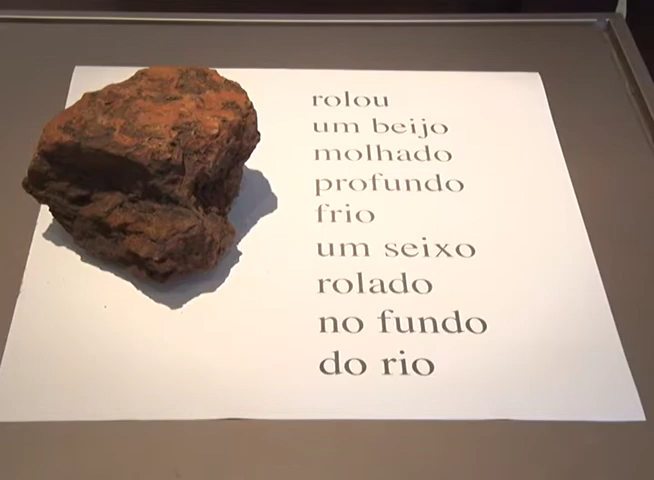 rolou
um beijo
molhado
profundo
frio
um seixo
rolado
no fundo
do rio